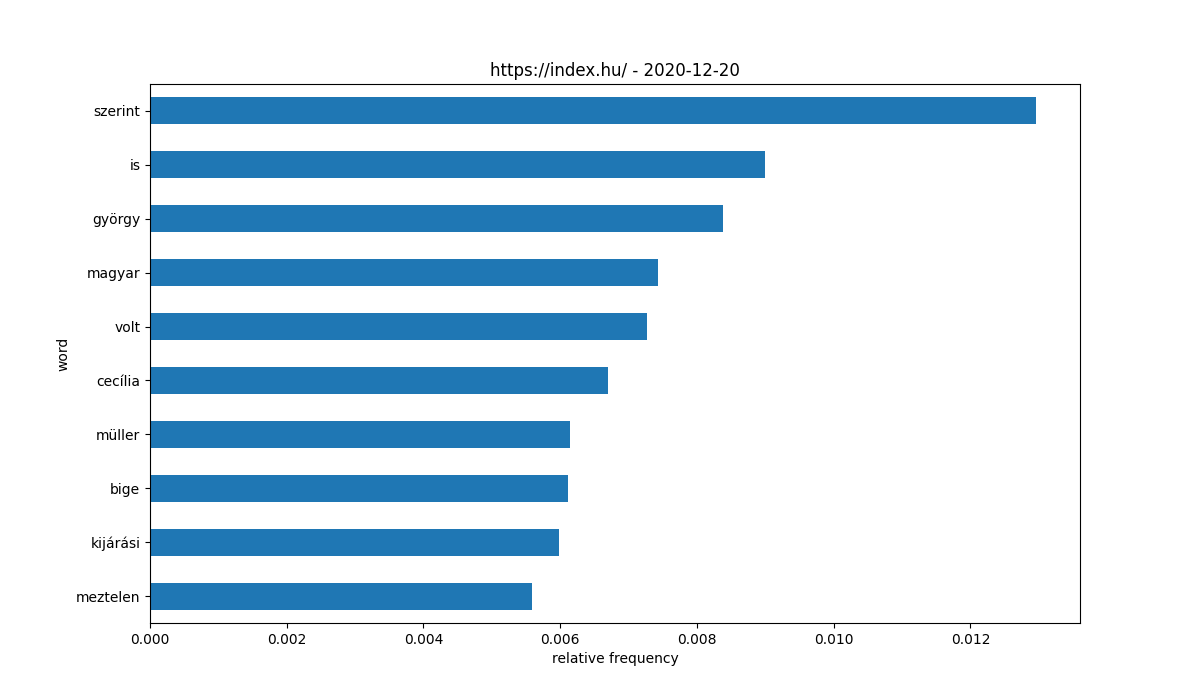 https://index.hu/ - 2020-12-20
szerint
is
györgy
magyar
volt
cecília
müller
bige
kijárási
meztelen
word
0.000 0.002 0.004 0.006 0.008 0.010 0.012
relative frequency